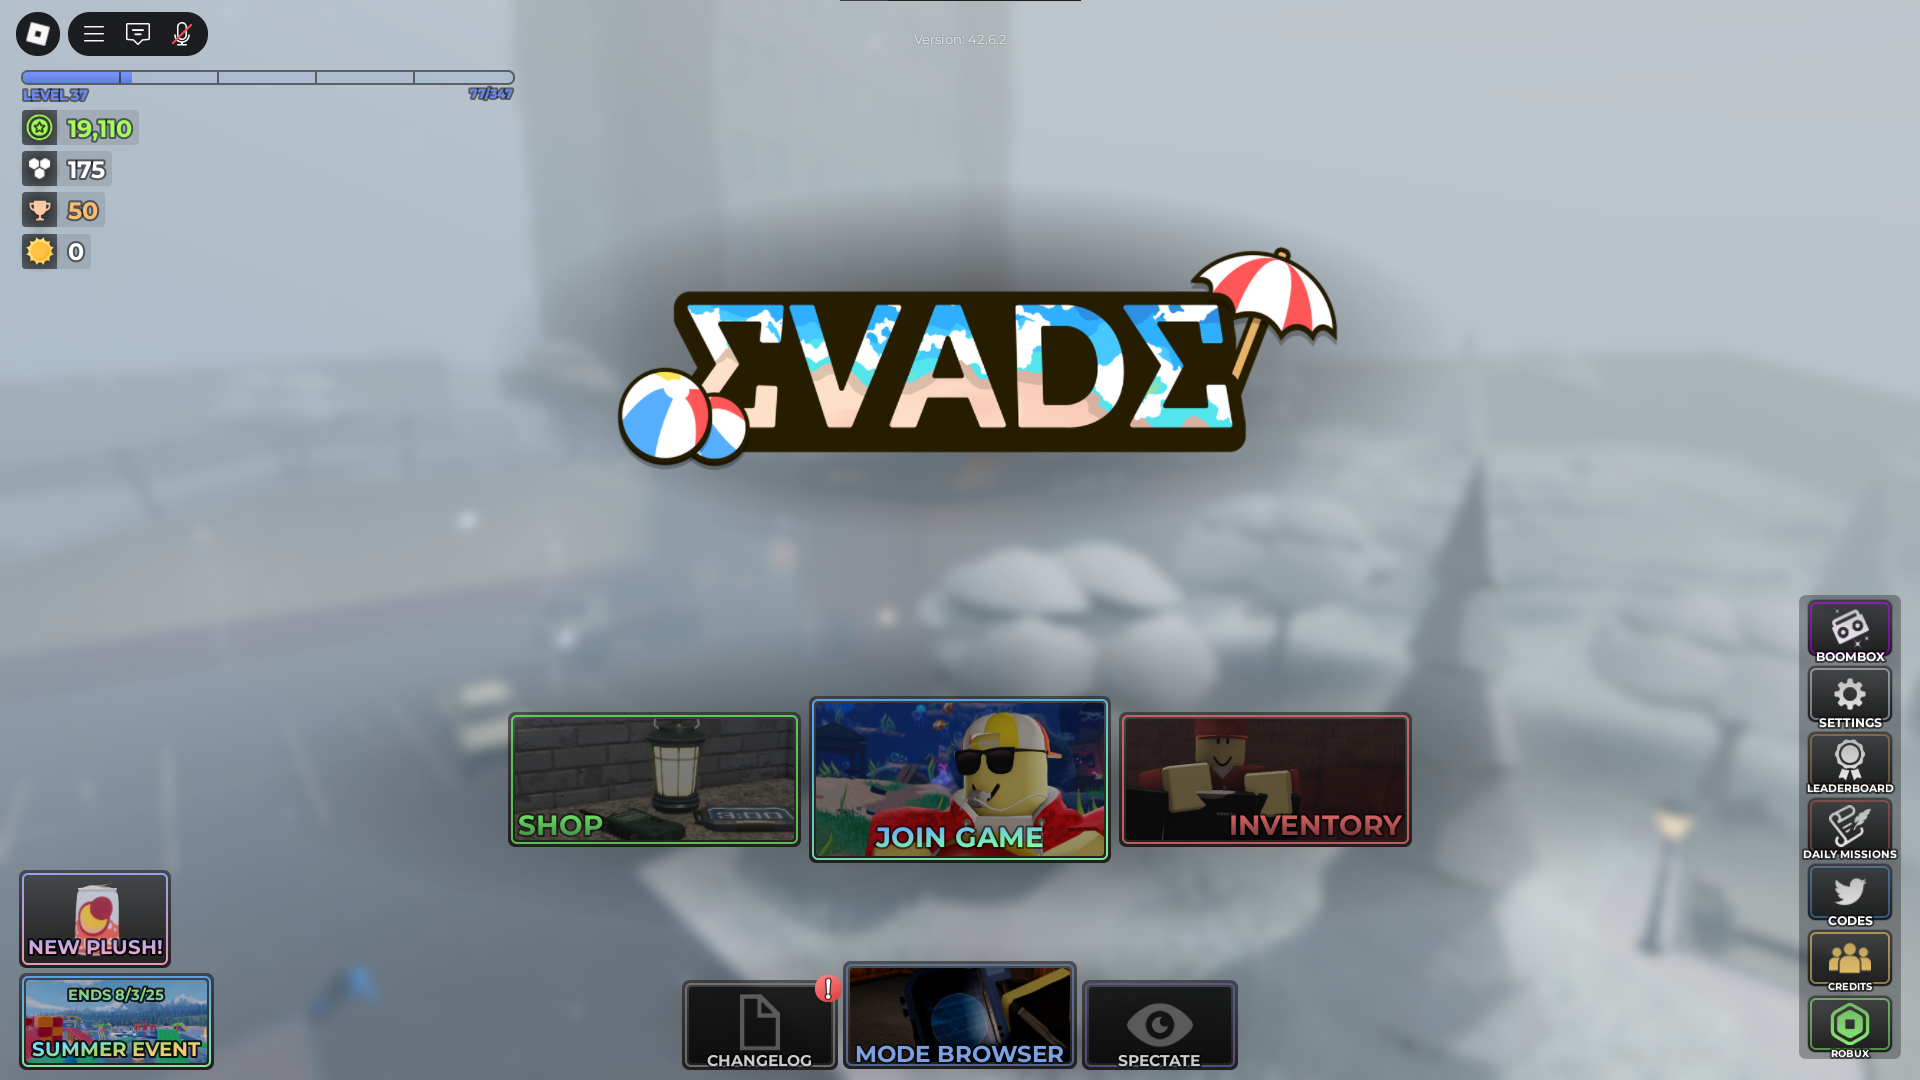 Version: 42.6.2
LEVEL 37
77/347
19,110
175
50
0
EVADE
SHOP
JOIN GAME
INVENTORY
BOOMBOX
SETTINGS
LEADERBOARD
DAILY MISSIONS
CODES
CREDITS
ROBUX
NEW PLUSH!
ENDS 8/3/25
SUMMER EVENT
!
CHANGELOG
MODE BROWSER
SPECTATE